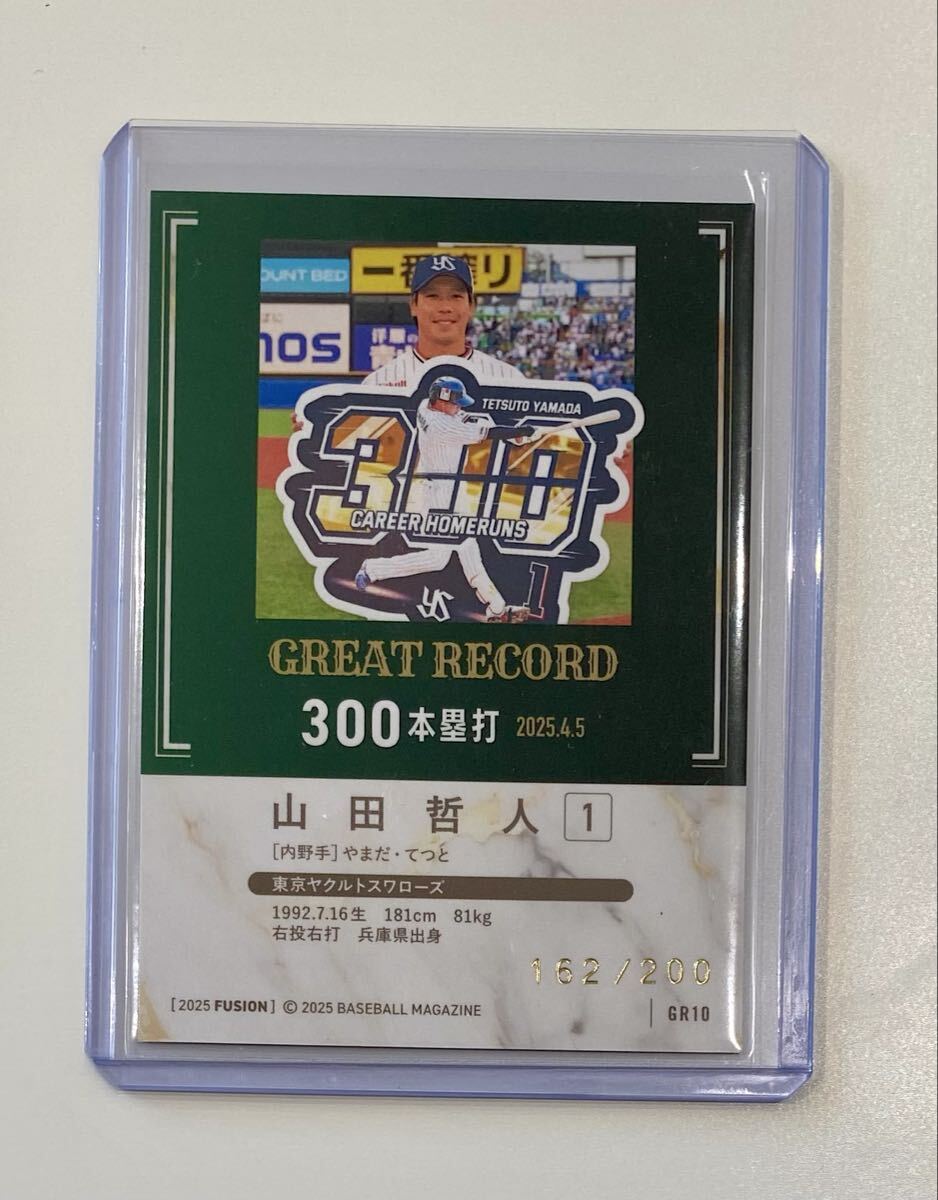 OUNT BED
一番搾り
nos
YS
TETSUTO YAMADA
300
CAREER HOMERUNS
1
YS
GREAT RECORD
300本塁打 2025.4.5
山田哲人 1
[内野手]やまだ・てつと
東京ヤクルトスワローズ
1992.7.16生 181cm 81kg
右投右打 兵庫県出身
162/200
[2025 FUSION] © 2025 BASEBALL MAGAZINE
GR10